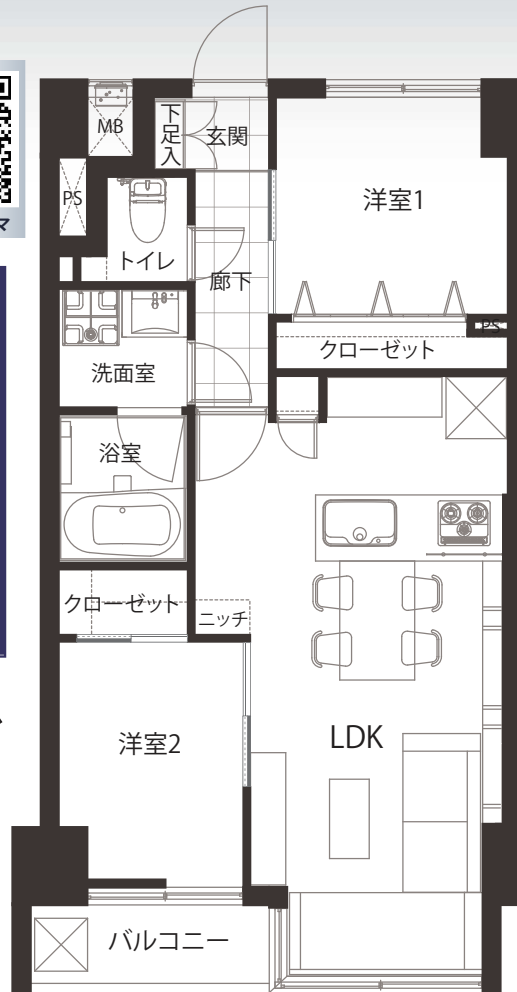 MB
下足入
玄関
PS
マ
洋室1
トイレ
廊下
PS
クローゼット
洗面室
浴室
クローゼット
ニッチ
洋室2
LDK
バルコニー